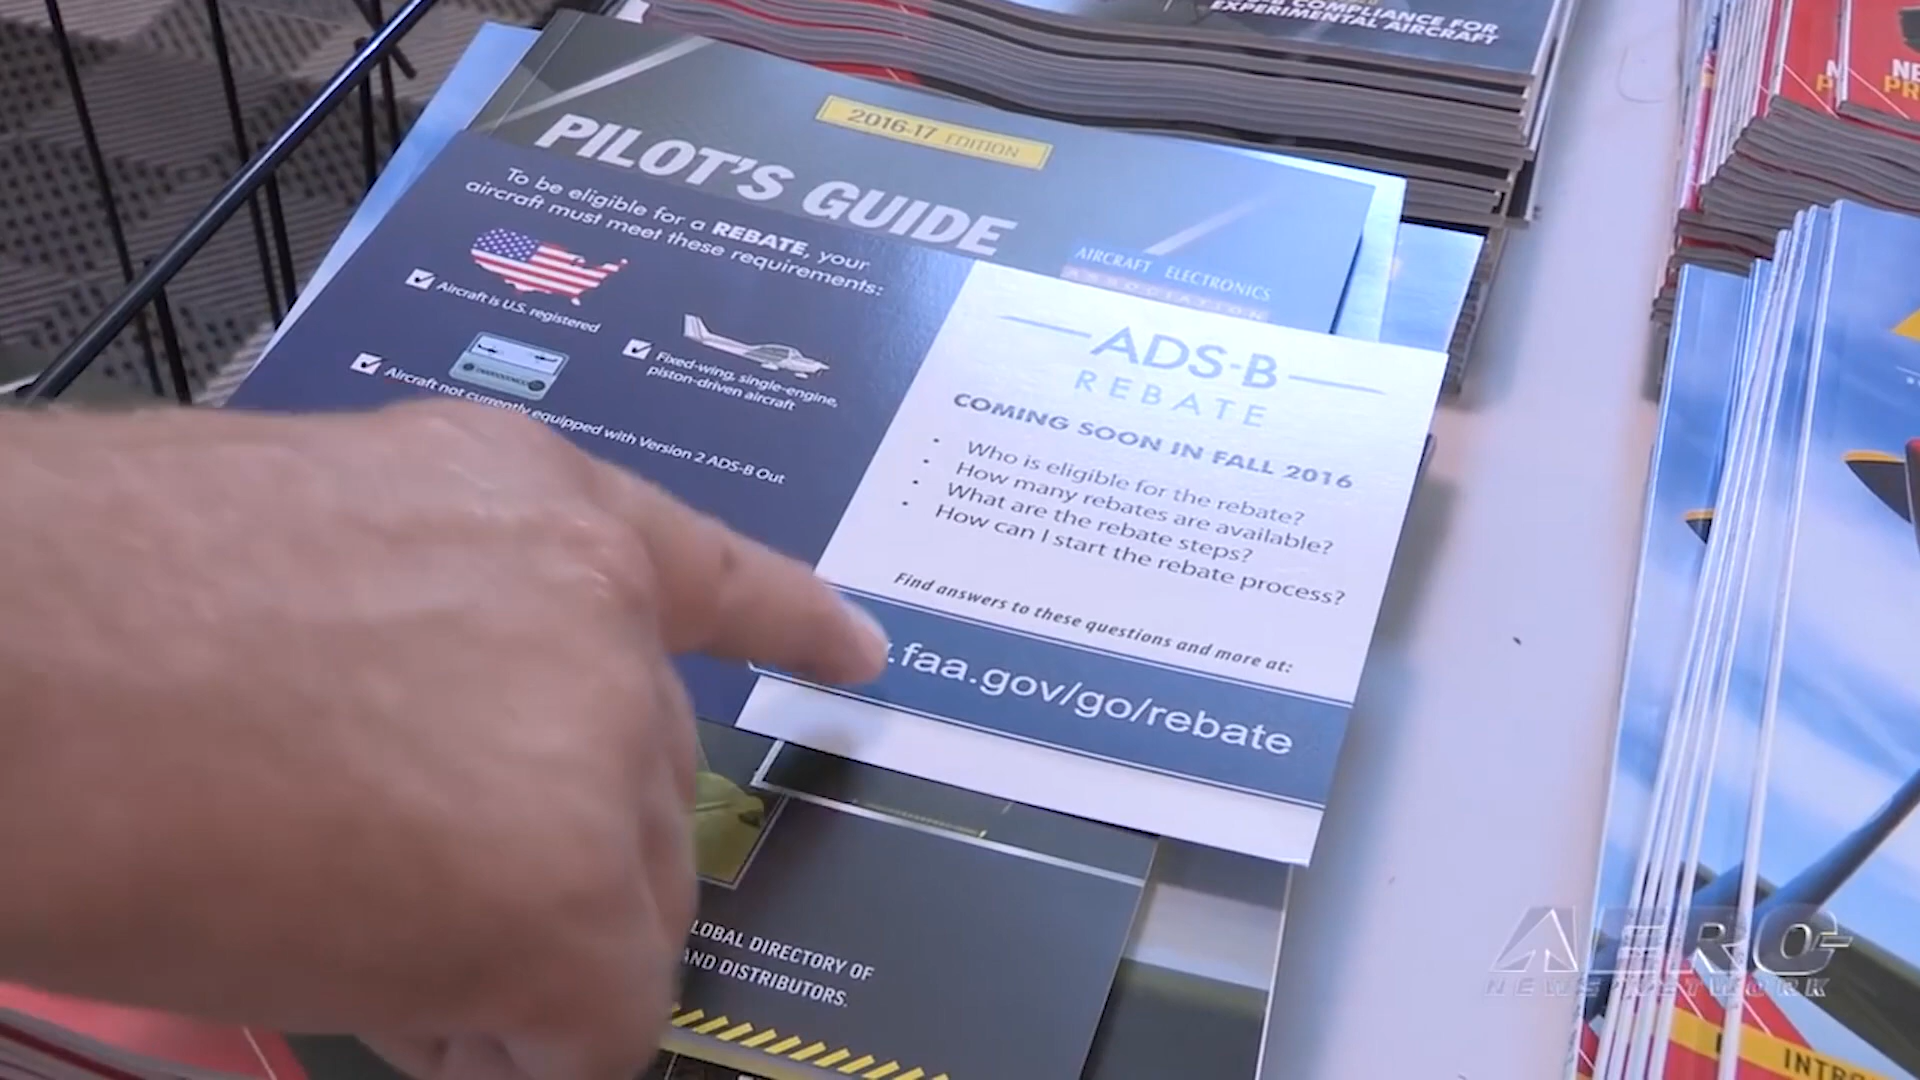 B COMPLIANCE FOR
EXPERIMENTAL AIRCRAFT
2016-17 EDITION
PILOT'S GUIDE
AIRCRAFT ELECTRONICS
ASSOCIATION
To be eligible for a REBATE, your
aircraft must meet these requirements:
Aircraft is U.S. registered
Fixed-wing, single-engine,
piston-driven aircraft
Aircraft not currently equipped with Version 2 ADS-B Out
ADS-B
REBATE
COMING SOON IN FALL 2016
• Who is eligible for the rebate?
• How many rebates are available?
• What are the rebate steps?
• How can I start the rebate process?
Find answers to these questions and more at:
.faa.gov/go/rebate
LOBAL DIRECTORY OF
AND DISTRIBUTORS.
NE
PR
INTRO
AERO
NEWS NETWORK